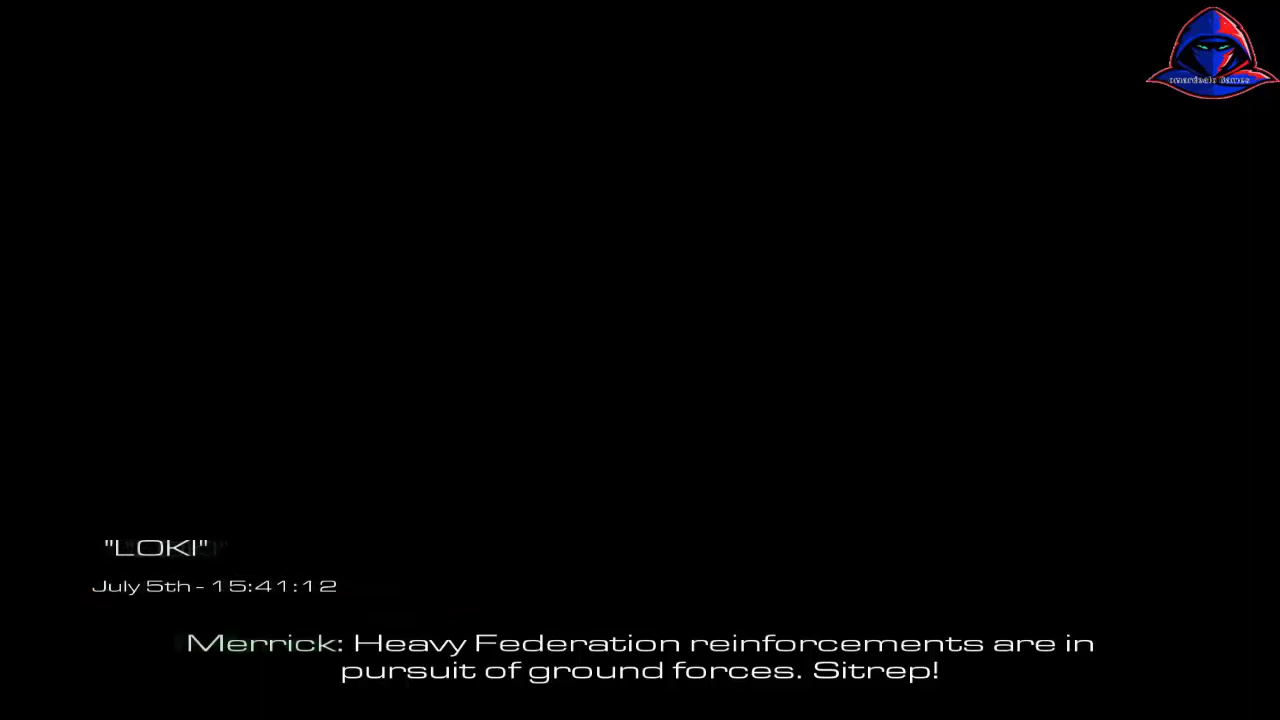 "LOKI"
July 5th - 15:41:12
Merrick: Heavy Federation reinforcements are in
pursuit of ground forces. Sitrep!